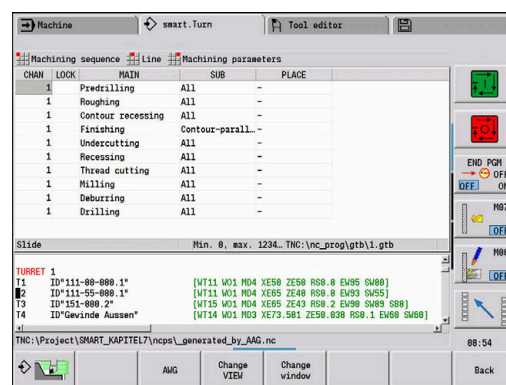 Machine smart.Turn Tool editor
Machining sequence Line Machining parameters
CHAN LOCK MAIN SUB PLACE
1 Predrilling All -
1 Roughing All -
1 Contour recessing All -
1 Finishing Contour-parall… -
1 Undercutting All -
1 Recessing All -
1 Thread cutting All -
1 Milling All -
1 Deburring All -
1 Drilling All -
Slide Min. 0, max. 1234… TNC:\nc_prog\gtb\1.gtb
TURRET 1
T1 ID"111-80-080.1" [WT11 WO1 MD4 XE50 ZE50 RS0.8 EW95 SW80]
T2 ID"111-55-080.1" [WT11 WO1 MD4 XE65 ZE40 RS0.8 EW93 SW55]
T3 ID"151-800.2" [WT15 WO1 MD4 XE65 ZE43 RS0.2 EW90 SB8]
T4 ID"Gevinde Aussen" [WT14 WO1 MD3 XE73.581 ZE50.038 RS0.1 EW60 SW60]
TNC:\Project\SMART_KAPITEL7\ncps\_generated_by_AAG.nc
AWG
Change
VIEW
Change
window
Back
END PGM
OFF
OFF ON
M07
OFF
M08
OFF
08:54